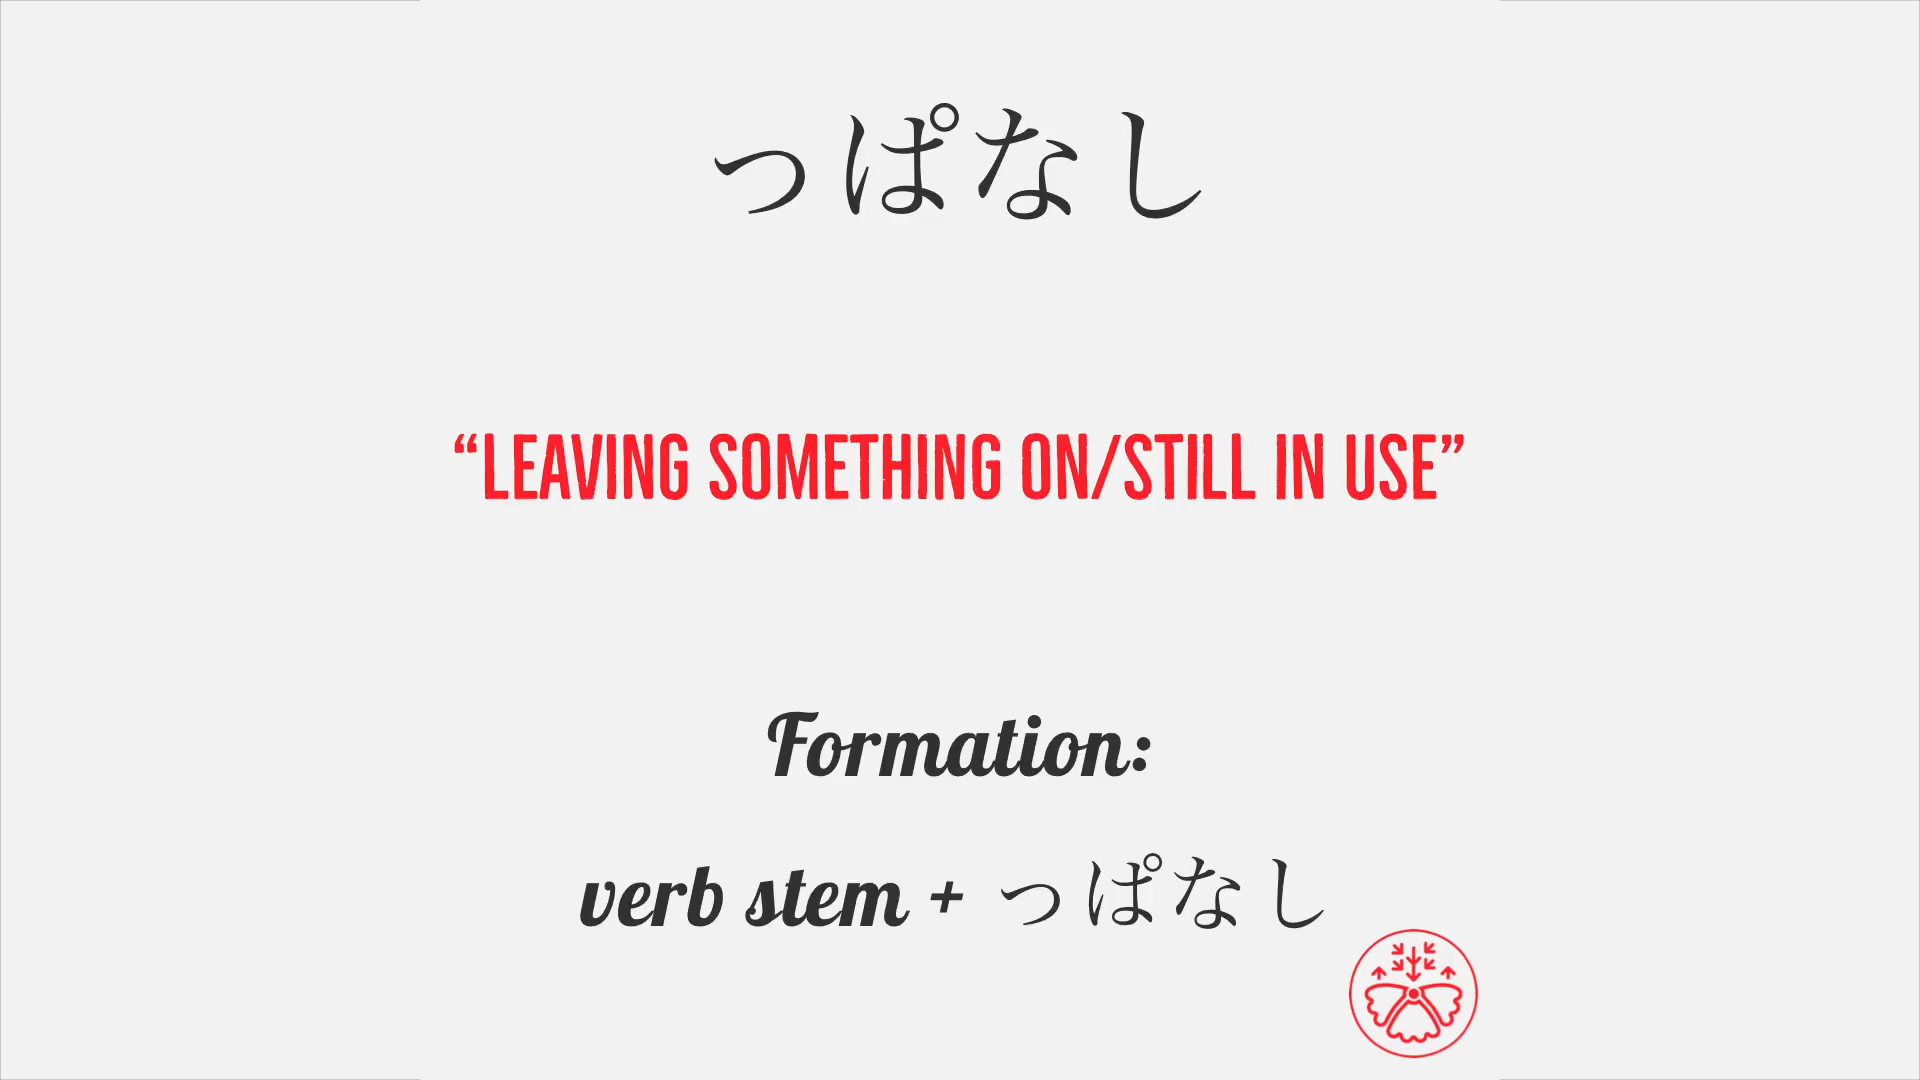 っぱなし
“LEAVING SOMETHING ON/STILL IN USE”
Formation:
verb stem + っぱなし